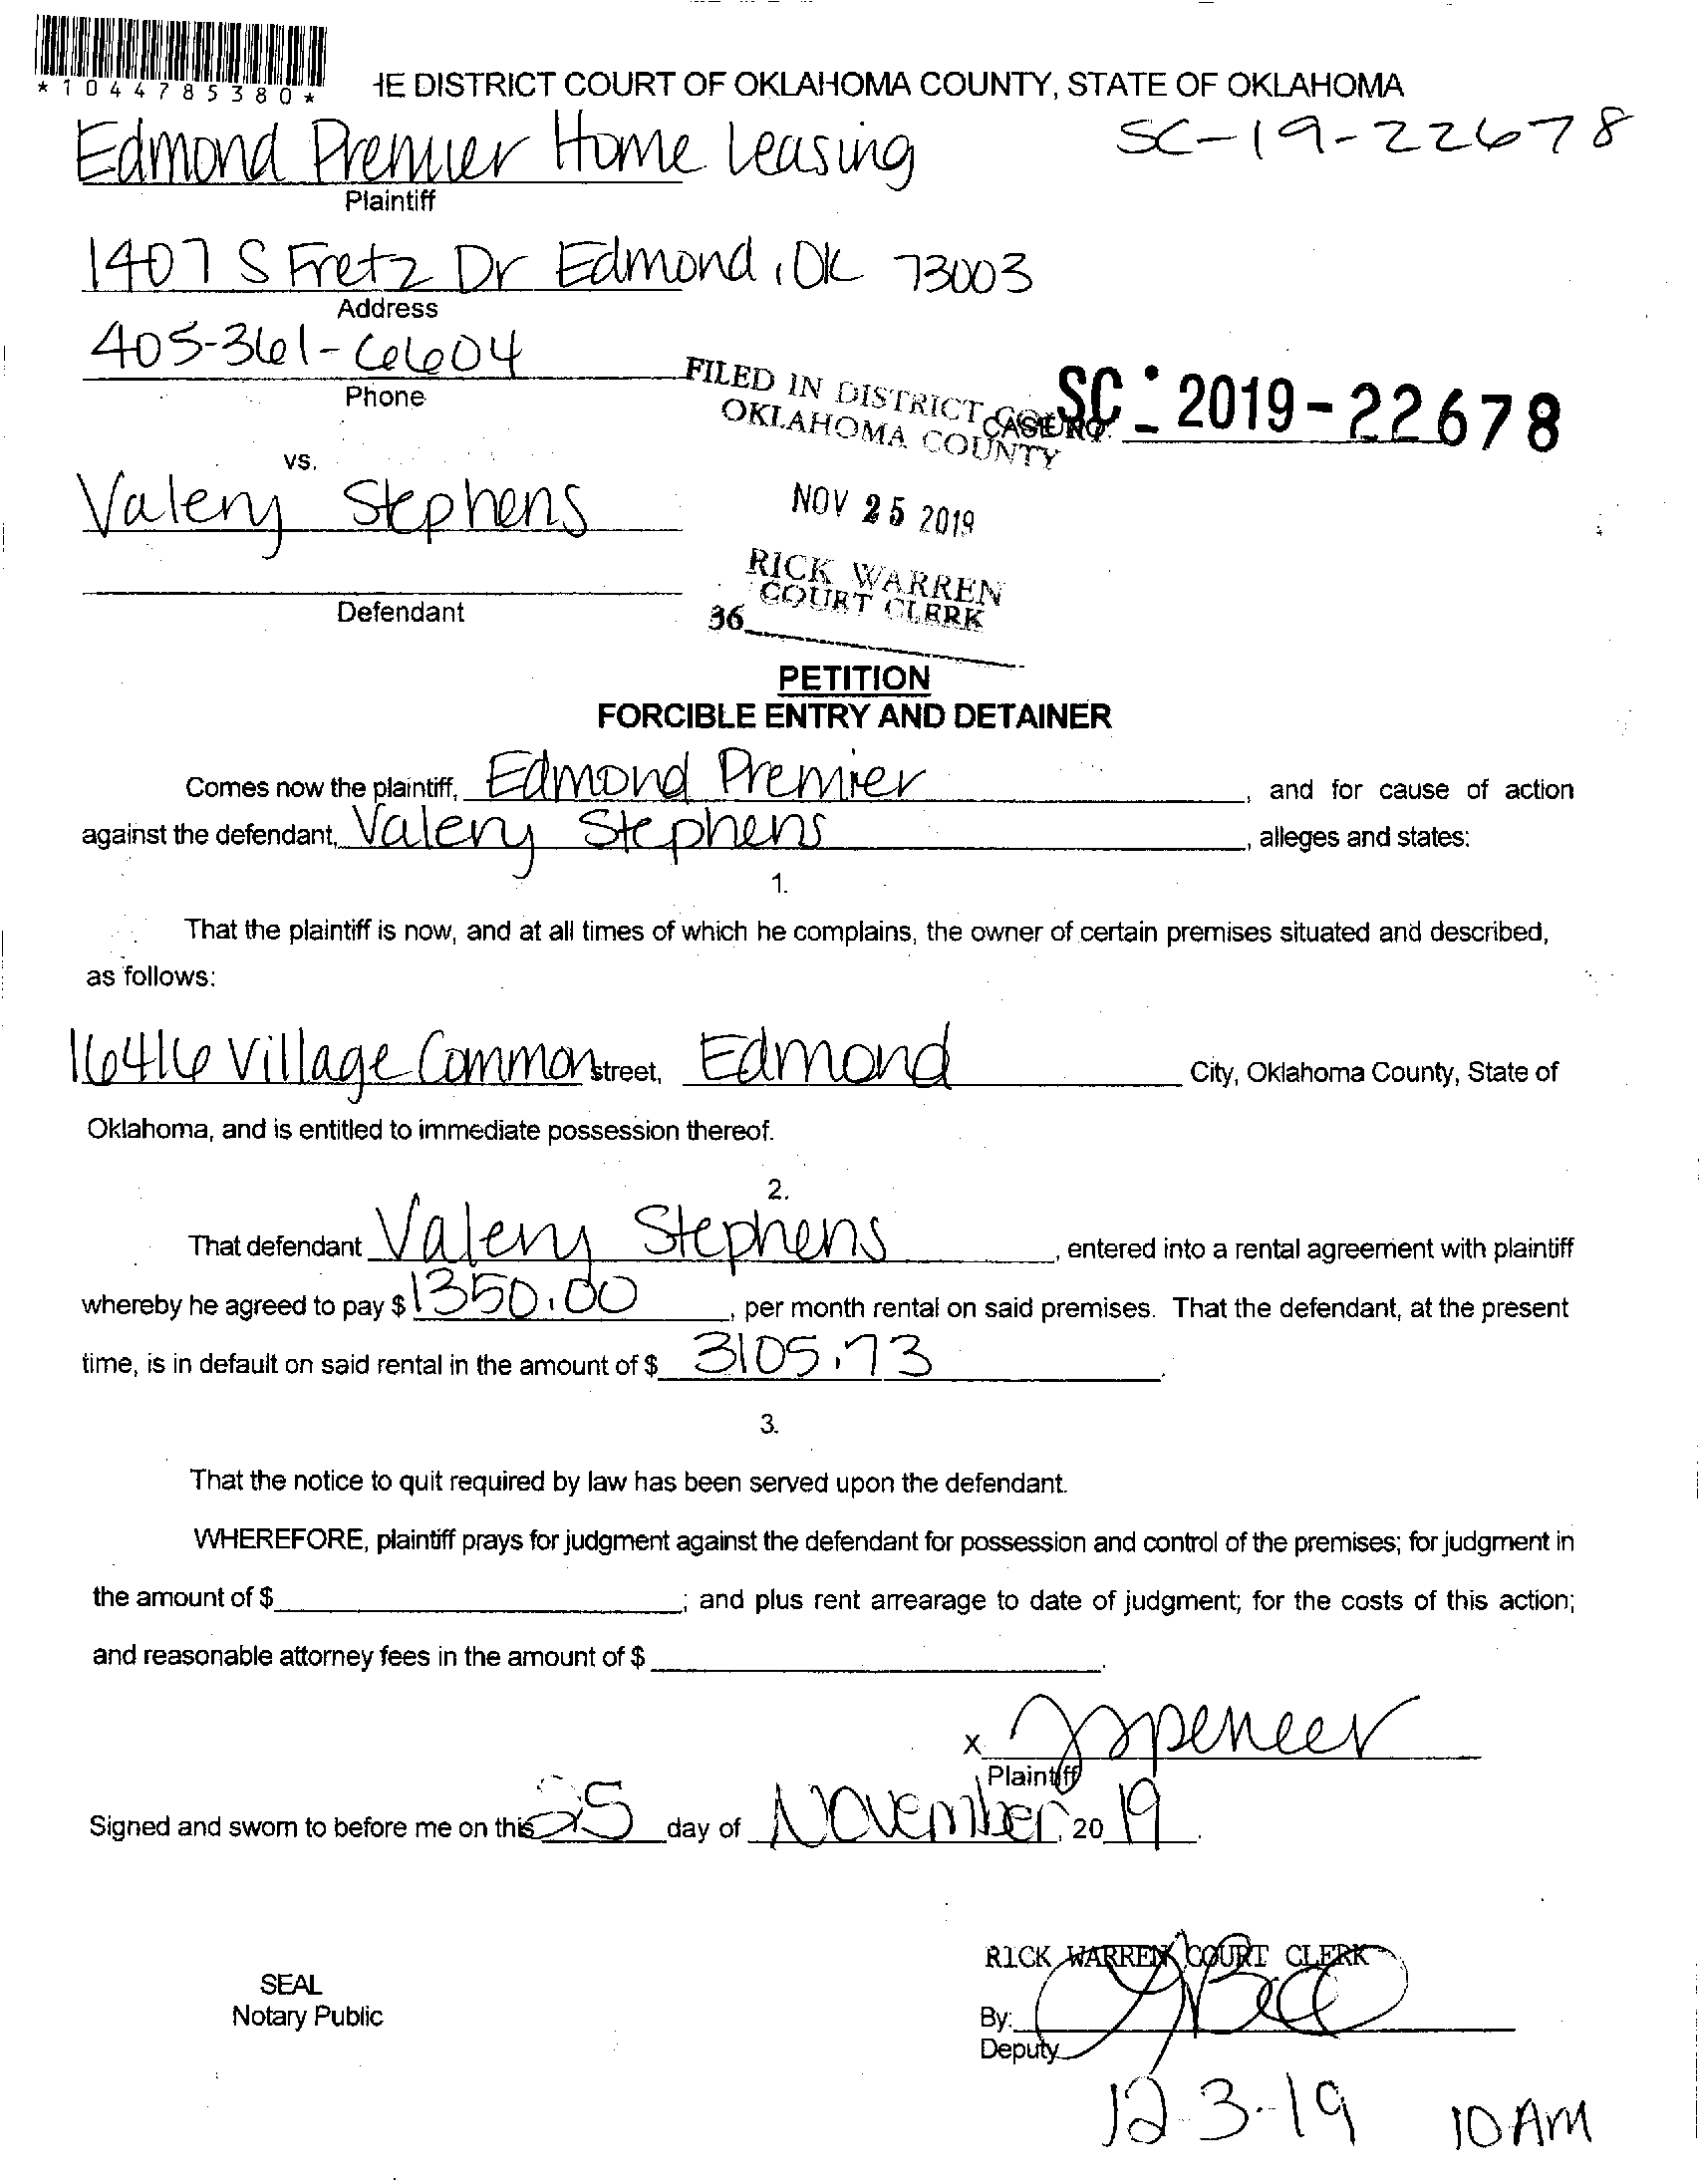 *1044785380*
HE DISTRICT COURT OF OKLAHOMA COUNTY, STATE OF OKLAHOMA
Edmond Premier Home Leasing
SC-19-22678
Plaintiff
1407 S Fretz Dr Edmond, OK 73003
Address
405-361-6604
Phone
FILED IN DISTRICT COURT
OKLAHOMA COUNTY
CASE NO. SC - 2019-22678
vs.
Valery Stephens
NOV 25 2019
RICK WARREN
COURT CLERK
36
Defendant
PETITION
FORCIBLE ENTRY AND DETAINER
Comes now the plaintiff, Edmond Premier, and for cause of action
against the defendant, Valery Stephens, alleges and states:
1.
That the plaintiff is now, and at all times of which he complains, the owner of certain premises situated and described,
as follows:
16416 Village Common street, Edmond City, Oklahoma County, State of
Oklahoma, and is entitled to immediate possession thereof.
2.
That defendant Valery Stephens, entered into a rental agreement with plaintiff
whereby he agreed to pay $ 1350.00, per month rental on said premises. That the defendant, at the present
time, is in default on said rental in the amount of $ 3105.73.
3.
That the notice to quit required by law has been served upon the defendant.
WHEREFORE, plaintiff prays for judgment against the defendant for possession and control of the premises; for judgment in
the amount of $ ; and plus rent arrearage to date of judgment; for the costs of this action;
and reasonable attorney fees in the amount of $ .
x JSpencer
Plaintiff
Signed and sworn to before me on this 25 day of November, 20 19.
RICK WARREN COURT CLERK
SEAL
Notary Public
By:
Deputy
12-3-19 10 AM